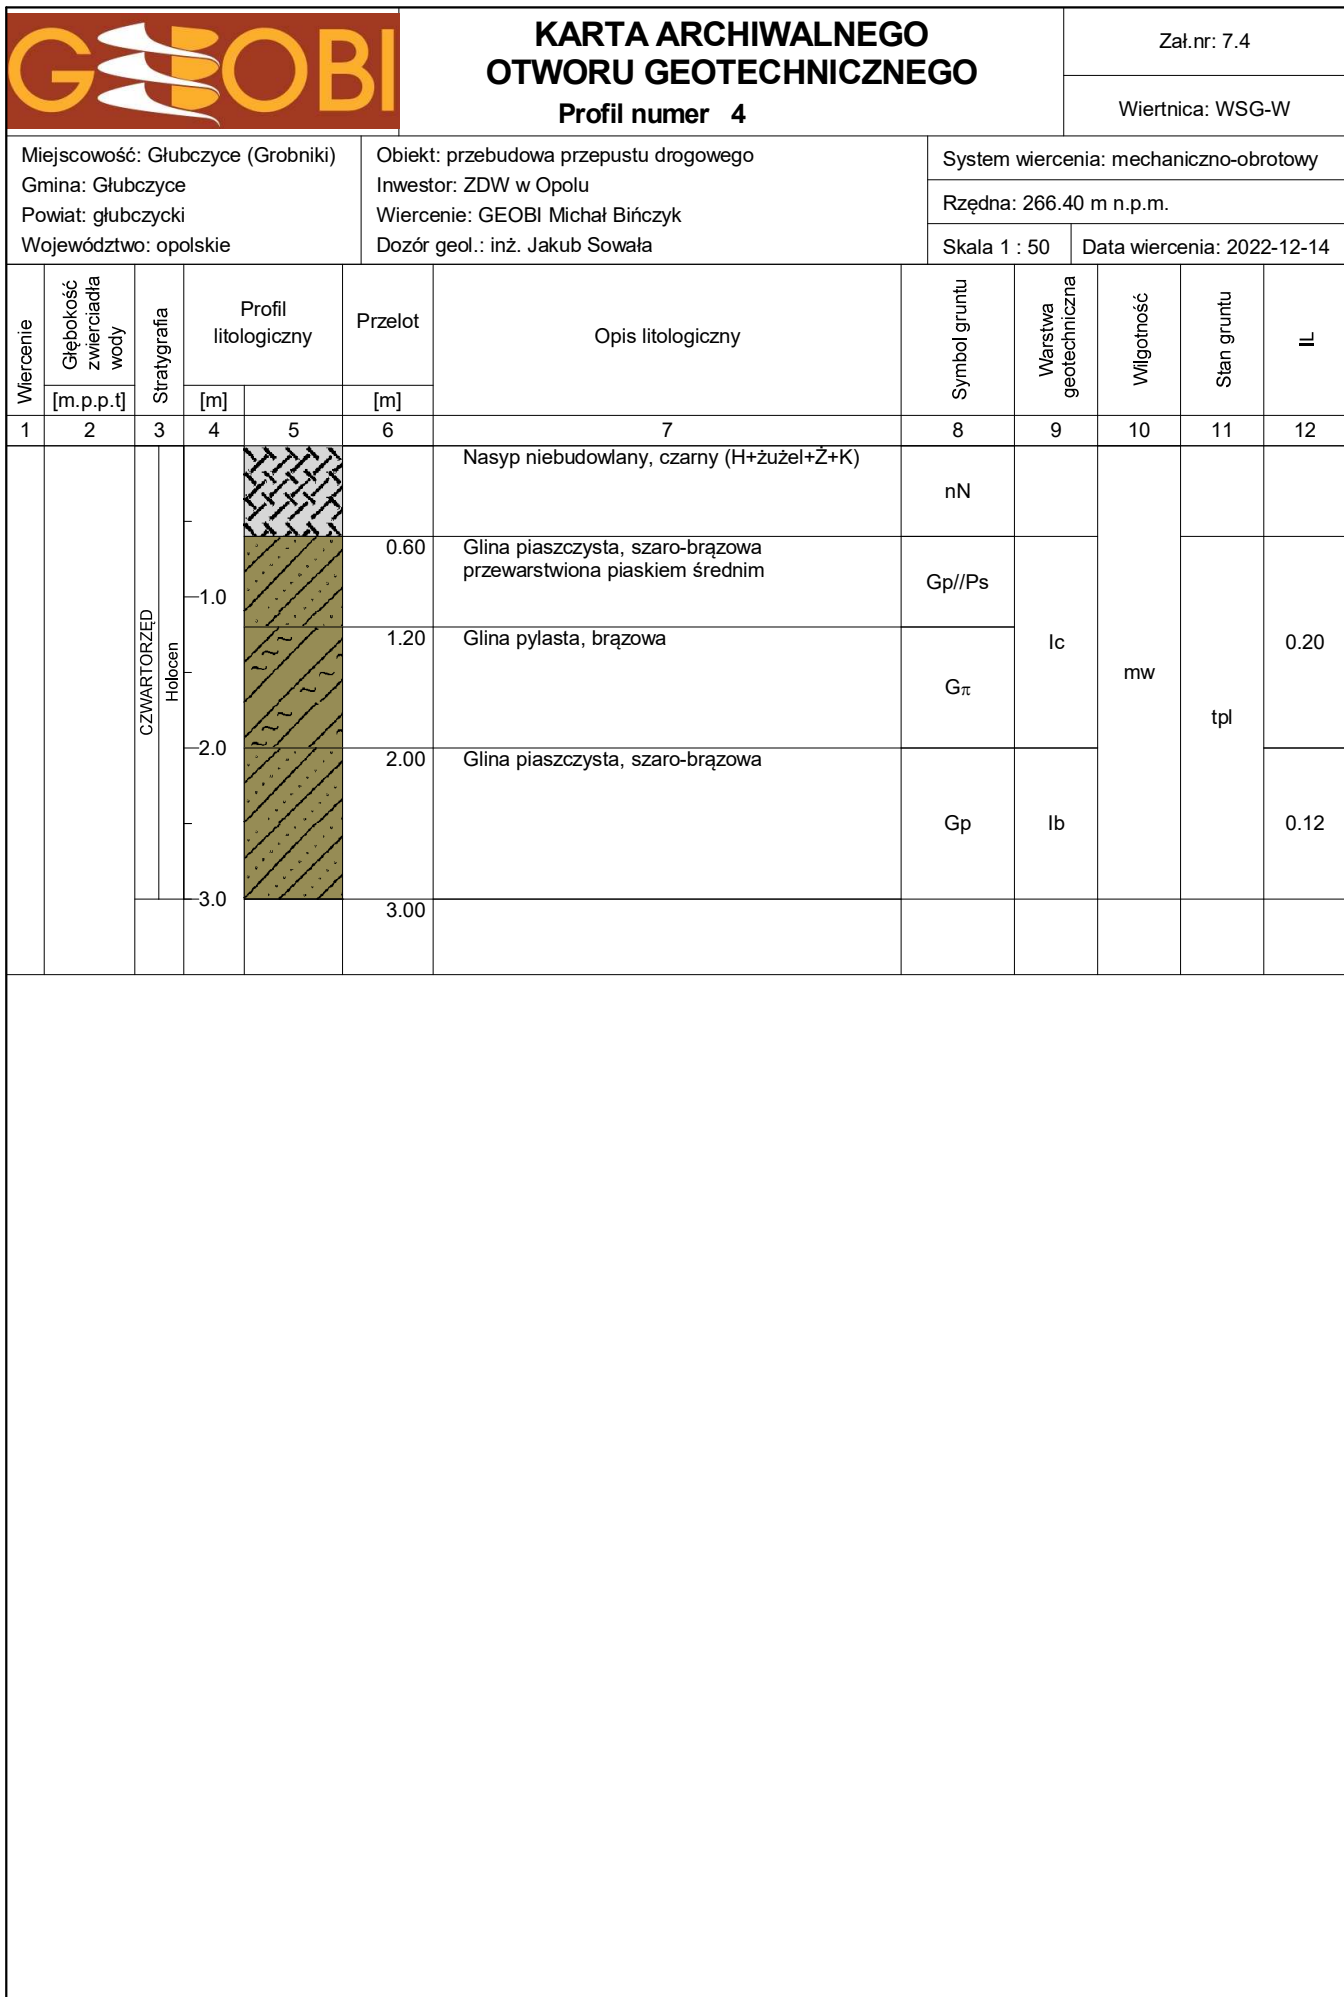 GEOBI
KARTA ARCHIWALNEGO
OTWORU GEOTECHNICZNEGO
Profil numer 4
Zał.nr: 7.4
Wiertnica: WSG-W
Miejscowość: Głubczyce (Grobniki)
Gmina: Głubczyce
Powiat: głubczycki
Województwo: opolskie
Obiekt: przebudowa przepustu drogowego
Inwestor: ZDW w Opolu
Wiercenie: GEOBI Michał Bińczyk
Dozór geol.: inż. Jakub Sowała
System wiercenia: mechaniczno-obrotowy
Rzędna: 266.40 m n.p.m.
Skala 1 : 50
Data wiercenia: 2022-12-14
Wiercenie
Głębokość
zwierciadła
wody
[m.p.p.t]
Stratygrafia
Profil
litologiczny
[m]
Przelot
[m]
Opis litologiczny
Symbol gruntu
Warstwa
geotechniczna
Wilgotność
Stan gruntu
IL
1 2 3 4 5 6 7 8 9 10 11 12
CZWARTORZĘD
Holocen
1.0
2.0
3.0
Nasyp niebudowlany, czarny (H+żużel+Ż+K)
nN
0.60
Glina piaszczysta, szaro-brązowa
przewarstwiona piaskiem średnim
Gp//Ps
1.20
Glina pylasta, brązowa
Gπ
Ic
mw
tpl
0.20
2.00
Glina piaszczysta, szaro-brązowa
Gp
Ib
0.12
3.00